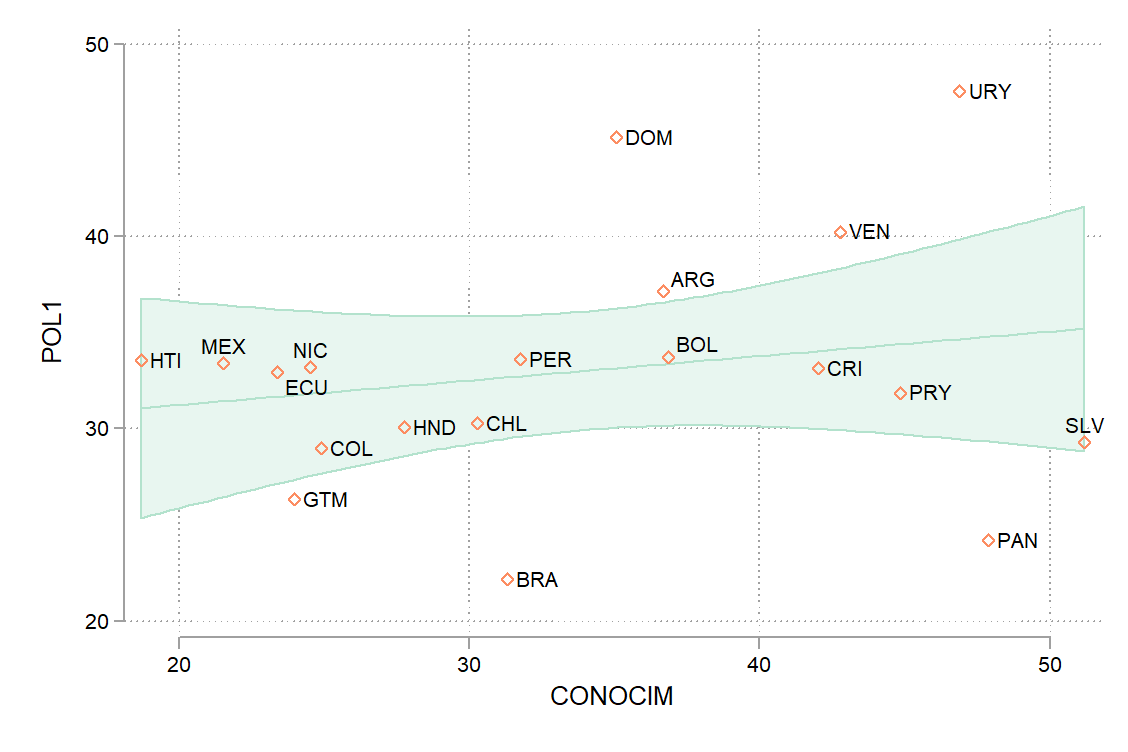 50
URY
DOM
40
VEN
ARG
POL1
MEX
NIC
BOL
HTI
PER
CRI
ECU
PRY
30
HND
CHL
SLV
COL
GTM
PAN
BRA
20
20 30 40 50
CONOCIM